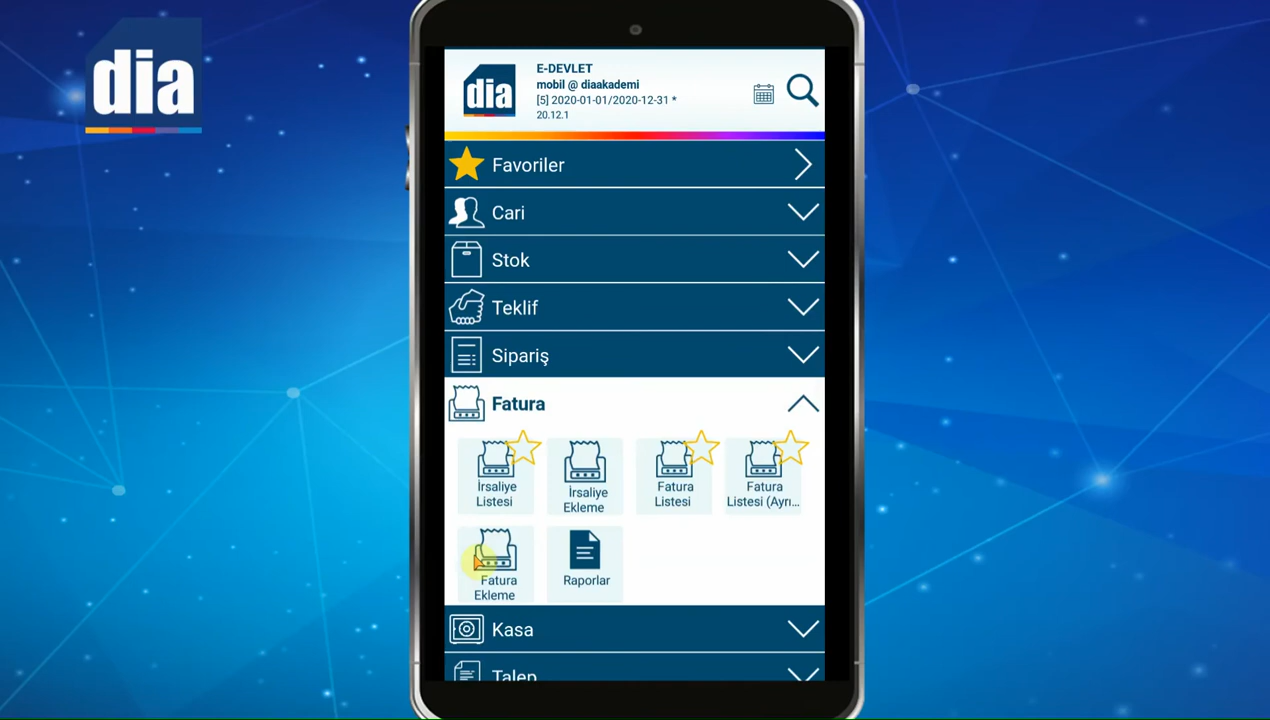 dia
dia
E-DEVLET
mobil @ diaakademi
[5] 2020-01-01/2020-12-31 *
20.12.1
Favoriler
Cari
Stok
Teklif
Sipariş
Fatura
İrsaliye
Listesi
İrsaliye
Ekleme
Fatura
Listesi
Fatura
Listesi (Ayrı...
Fatura
Ekleme
Raporlar
Kasa
Talep